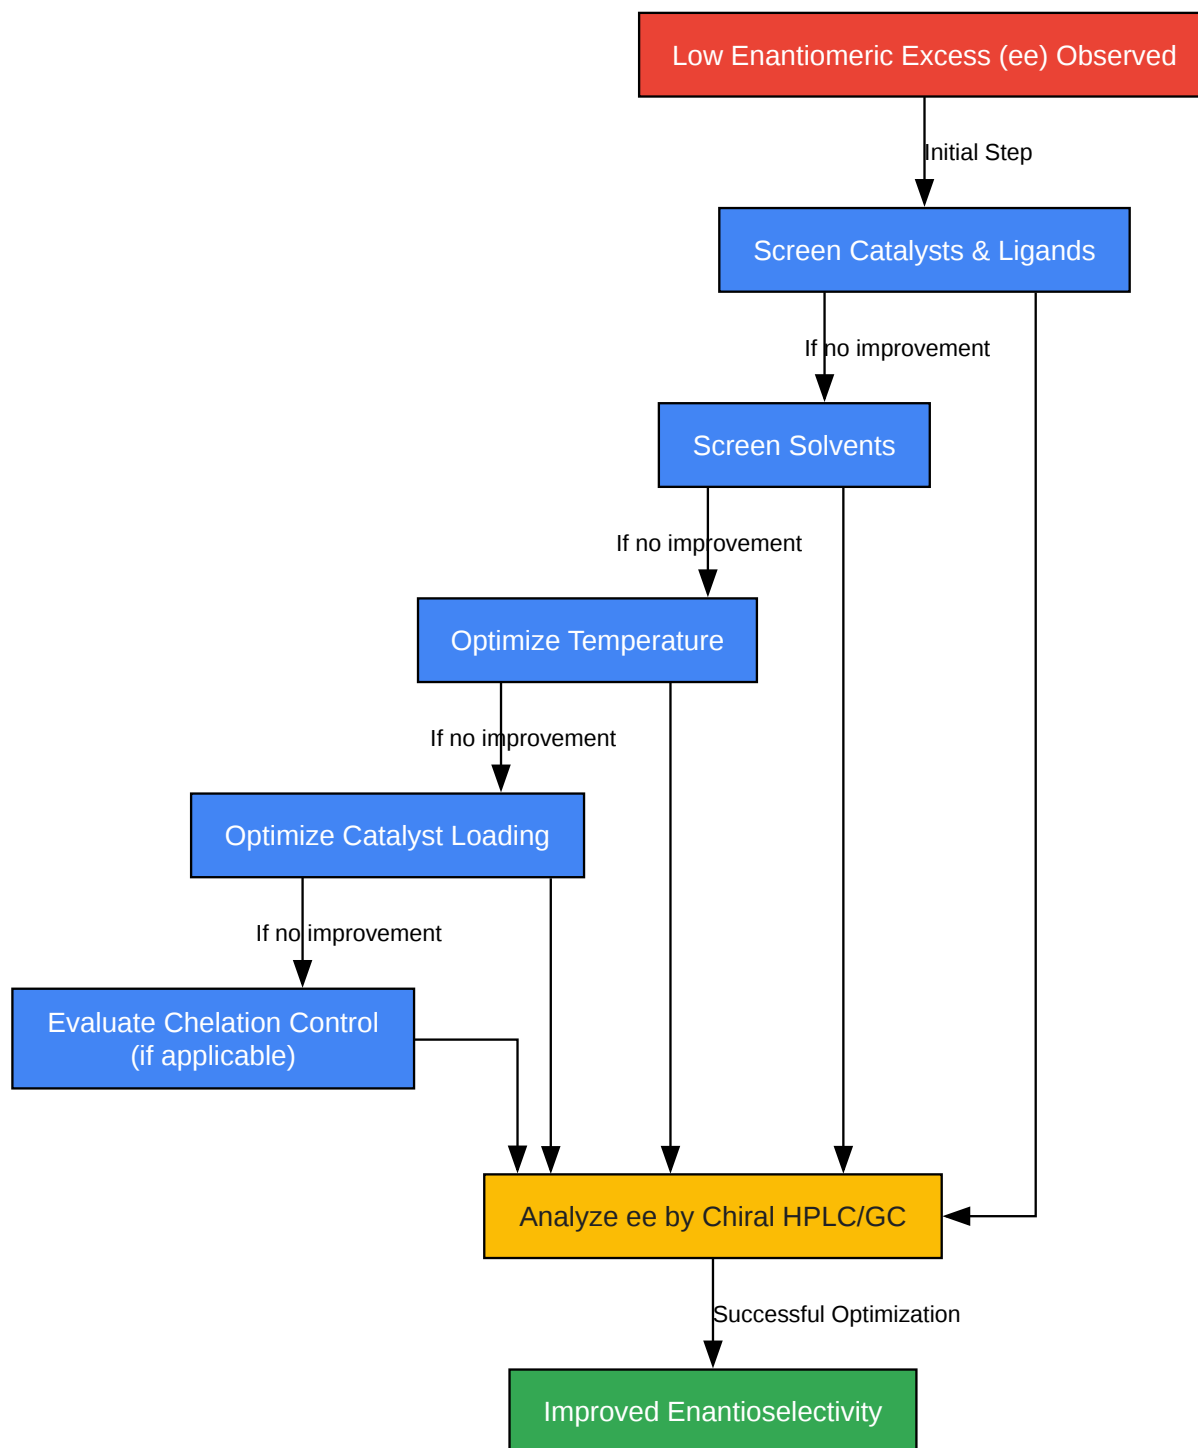 Low Enantiomeric Excess (ee) Observed
Initial Step
Screen Catalysts & Ligands
If no improvement
Screen Solvents
If no improvement
Optimize Temperature
If no improvement
Optimize Catalyst Loading
If no improvement
Evaluate Chelation Control
(if applicable)
Analyze ee by Chiral HPLC/GC
Successful Optimization
Improved Enantioselectivity